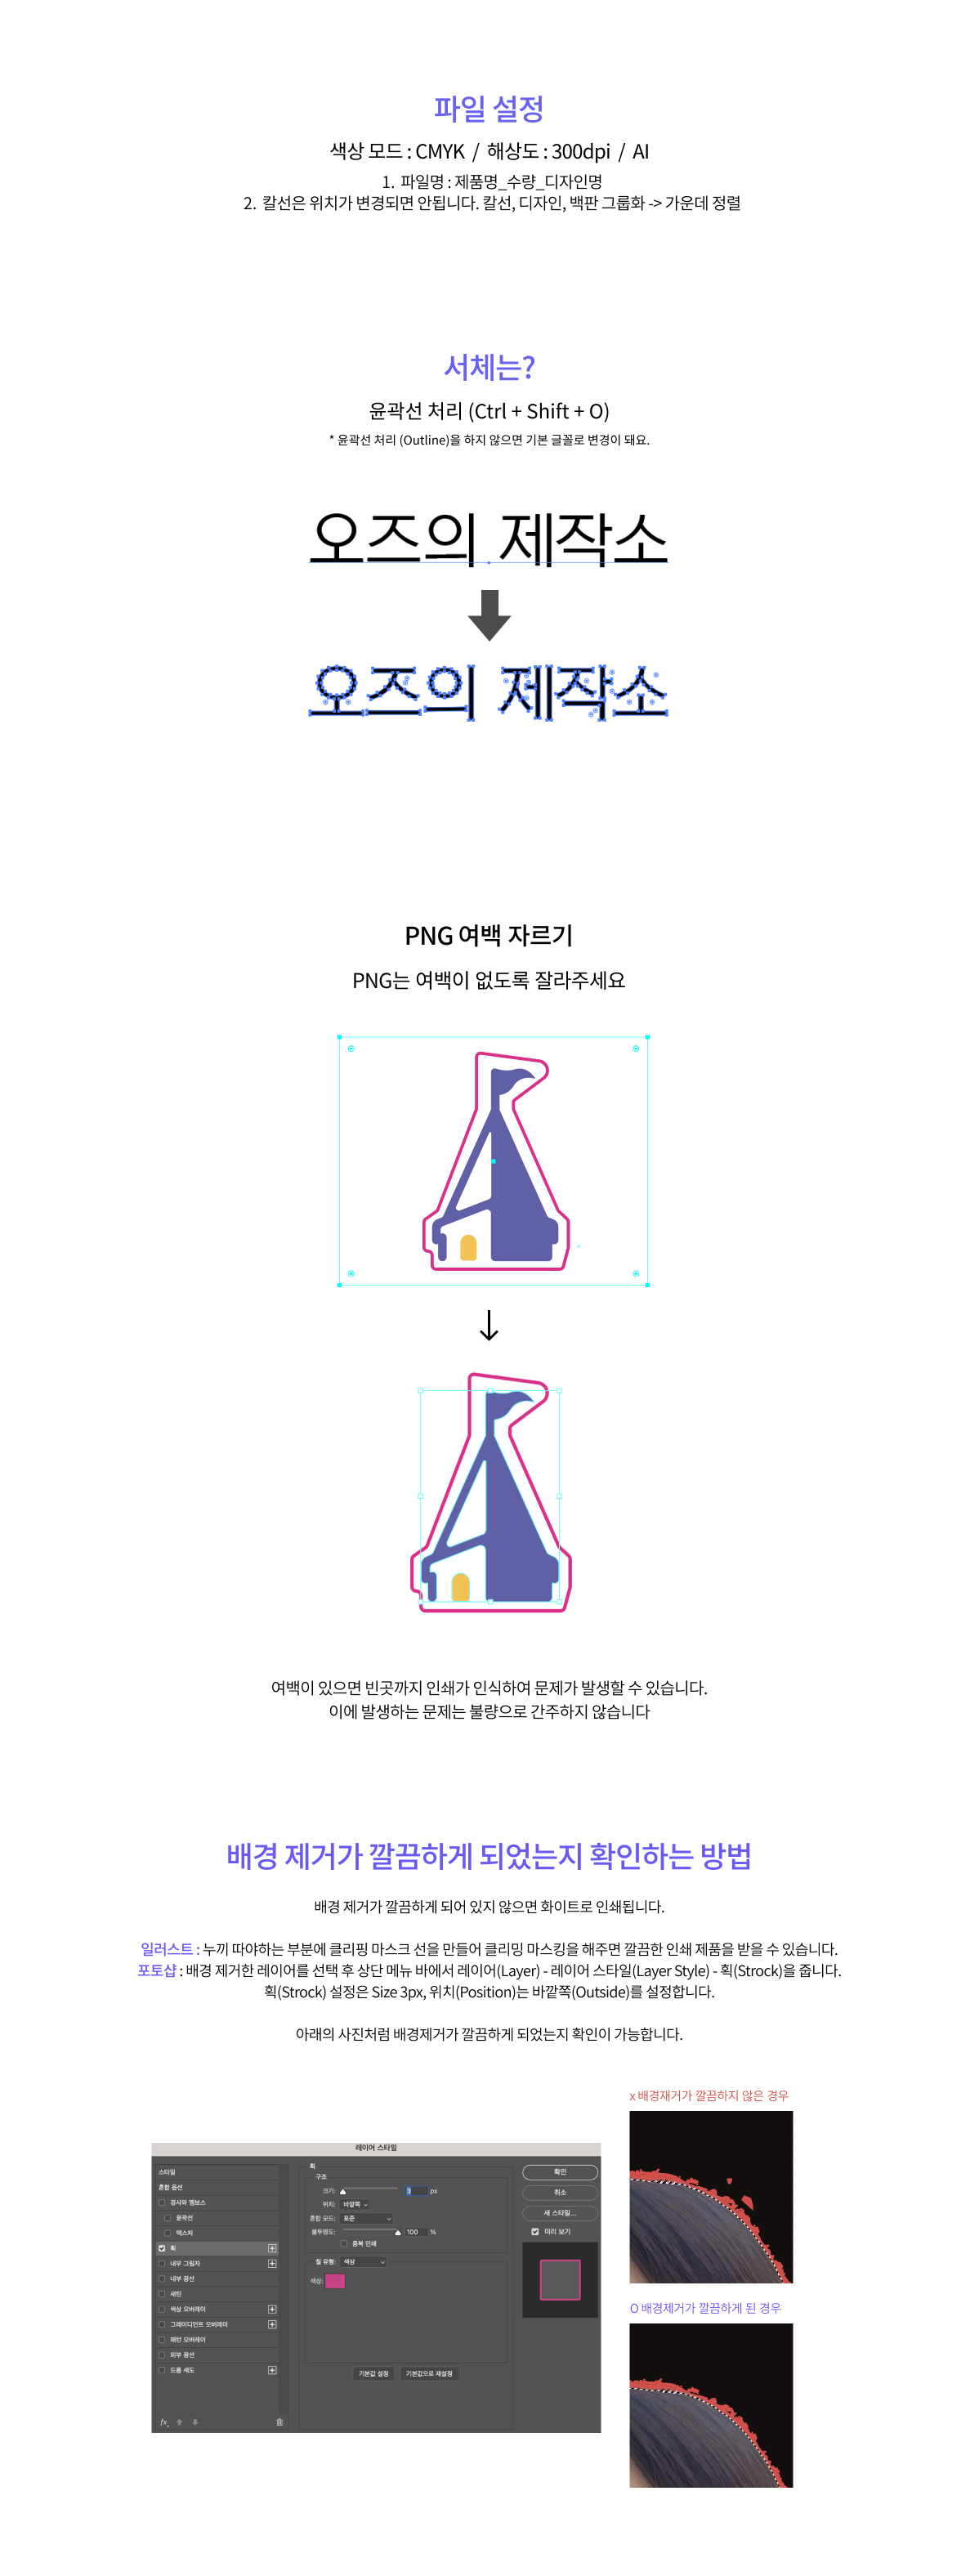 파일 설정
색상 모드 : CMYK / 해상도 : 300dpi / AI
1. 파일명 : 제품명_수량_디자인명
2. 칼선은 위치가 변경되면 안됩니다. 칼선, 디자인, 백판 그룹화 -> 가운데 정렬
서체는?
윤곽선 처리 (Ctrl + Shift + O)
* 윤곽선 처리 (Outline)을 하지 않으면 기본 글꼴로 변경이 돼요.
오즈의 제작소
오즈의 제작소
PNG 여백 자르기
PNG는 여백이 없도록 잘라주세요
여백이 있으면 빈곳까지 인쇄가 인식하여 문제가 발생할 수 있습니다.
이에 발생하는 문제는 불량으로 간주하지 않습니다
배경 제거가 깔끔하게 되었는지 확인하는 방법
배경 제거가 깔끔하게 되어 있지 않으면 화이트로 인쇄됩니다.
일러스트 : 누끼 따야하는 부분에 클리핑 마스크 선을 만들어 클리밍 마스킹을 해주면 깔끔한 인쇄 제품을 받을 수 있습니다.
포토샵 : 배경 제거한 레이어를 선택 후 상단 메뉴 바에서 레이어(Layer) - 레이어 스타일(Layer Style) - 획(Strock)을 줍니다.
획(Strock) 설정은 Size 3px, 위치(Position)는 바깥쪽(Outside)를 설정합니다.
아래의 사진처럼 배경제거가 깔끔하게 되었는지 확인이 가능합니다.
x 배경재거가 깔끔하지 않은 경우
레이어 스타일
스타일
혼합 옵션
경사와 엠보스
윤곽선
텍스처
획
내부 그림자
내부 광선
새틴
색상 오버레이
그레이디언트 오버레이
패턴 오버레이
외부 광선
드롭 섀도
fx
획
구조
크기: 3 px
위치: 바깥쪽
혼합 모드: 표준
불투명도: 100 %
중복 인쇄
칠 유형: 색상
색상:
기본값 설정 기본값으로 재설정
확인
취소
새 스타일...
미리 보기
O 배경제거가 깔끔하게 된 경우